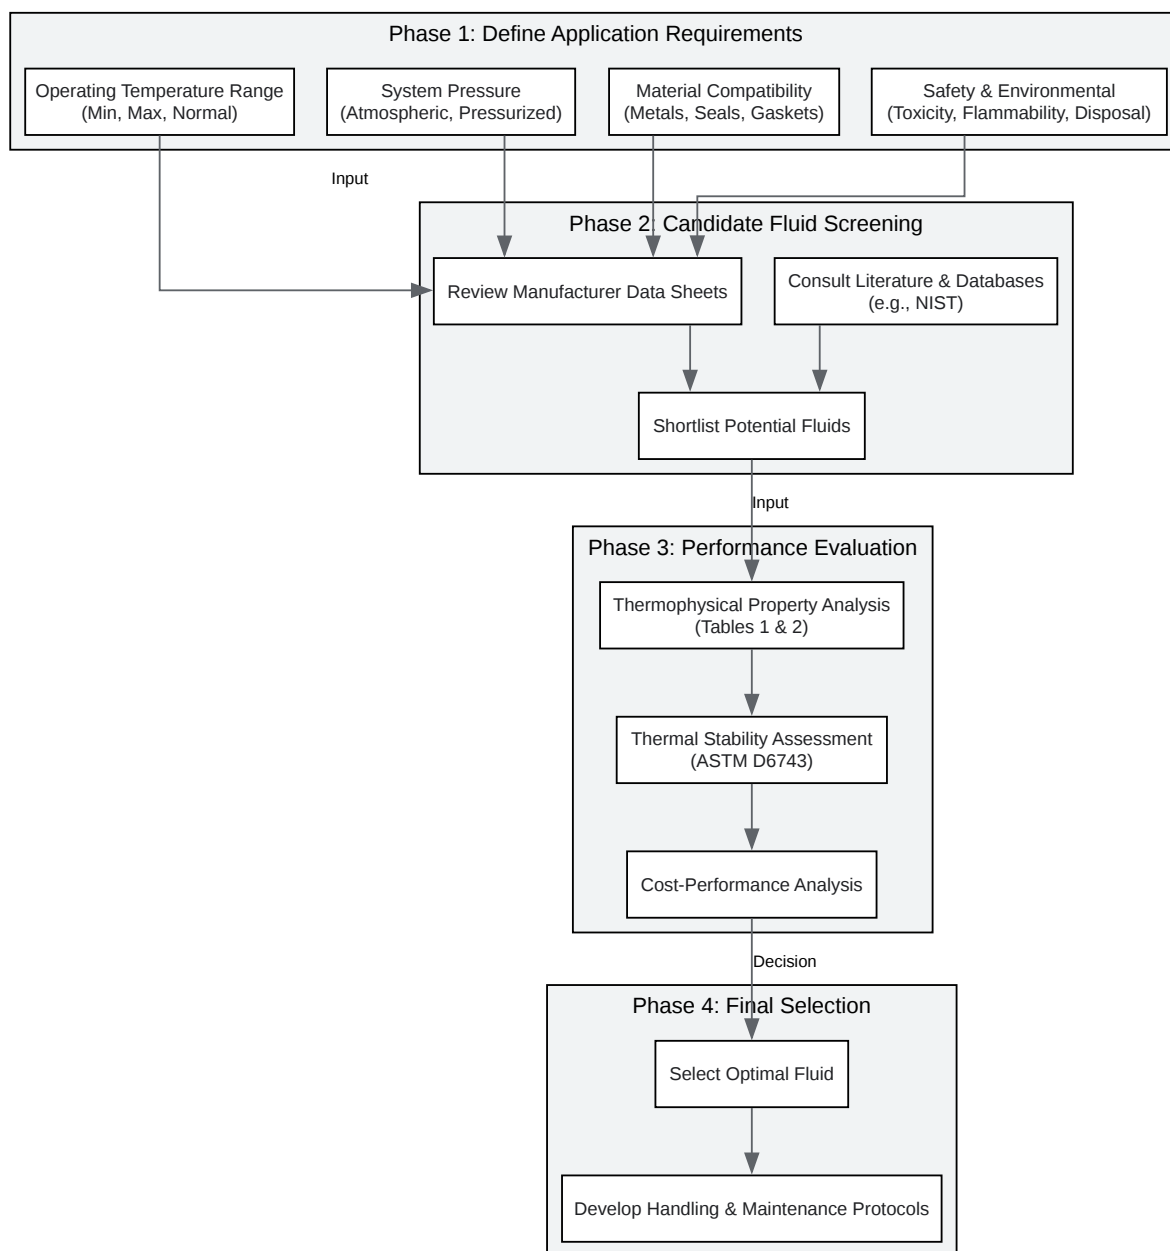 Phase 1: Define Application Requirements
Operating Temperature Range
(Min, Max, Normal)
System Pressure
(Atmospheric, Pressurized)
Material Compatibility
(Metals, Seals, Gaskets)
Safety & Environmental
(Toxicity, Flammability, Disposal)
Input
Phase 2: Candidate Fluid Screening
Review Manufacturer Data Sheets
Consult Literature & Databases
(e.g., NIST)
Shortlist Potential Fluids
Input
Phase 3: Performance Evaluation
Thermophysical Property Analysis
(Tables 1 & 2)
Thermal Stability Assessment
(ASTM D6743)
Cost-Performance Analysis
Decision
Phase 4: Final Selection
Select Optimal Fluid
Develop Handling & Maintenance Protocols